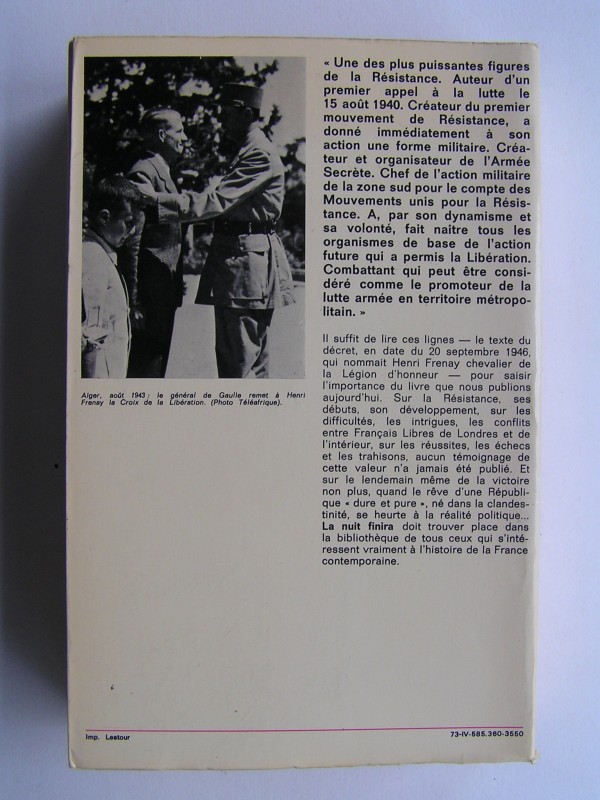 « Une des plus puissantes figures
de la Résistance. Auteur d'un
premier appel à la lutte le
15 août 1940. Créateur du premier
mouvement de Résistance, a
donné immédiatement à son
action une forme militaire. Créa-
teur et organisateur de l'Armée
Secrète. Chef de l'action militaire
de la zone sud pour le compte des
Mouvements unis pour la Résis-
tance. A, par son dynamisme et
sa volonté, fait naître tous les
organismes de base de l'action
future qui a permis la Libération.
Combattant qui peut être consi-
déré comme le promoteur de la
lutte armée en territoire métropo-
litain. »
Il suffit de lire ces lignes — le texte du
décret, en date du 20 septembre 1946,
qui nommait Henri Frenay chevalier de
la Légion d'honneur — pour saisir
l'importance du livre que nous publions
aujourd'hui. Sur la Résistance, ses
débuts, son développement, sur les
difficultés, les intrigues, les conflits
entre Français Libres de Londres et de
l'intérieur, sur les réussites, les échecs
et les trahisons, aucun témoignage de
cette valeur n'a jamais été publié. Et
sur le lendemain même de la victoire
non plus, quand le rêve d'une Républi-
que « dure et pure », né dans la clandes-
tinité, se heurte à la réalité politique...
La nuit finira doit trouver place dans
la bibliothèque de tous ceux qui s'inté-
ressent vraiment à l'histoire de la France
contemporaine.
Alger, août 1943 : le général de Gaulle remet à Henri
Frenay la Croix de la Libération. (Photo Téléafrique).
Imp. Lestour
73-IV-585.360-3550